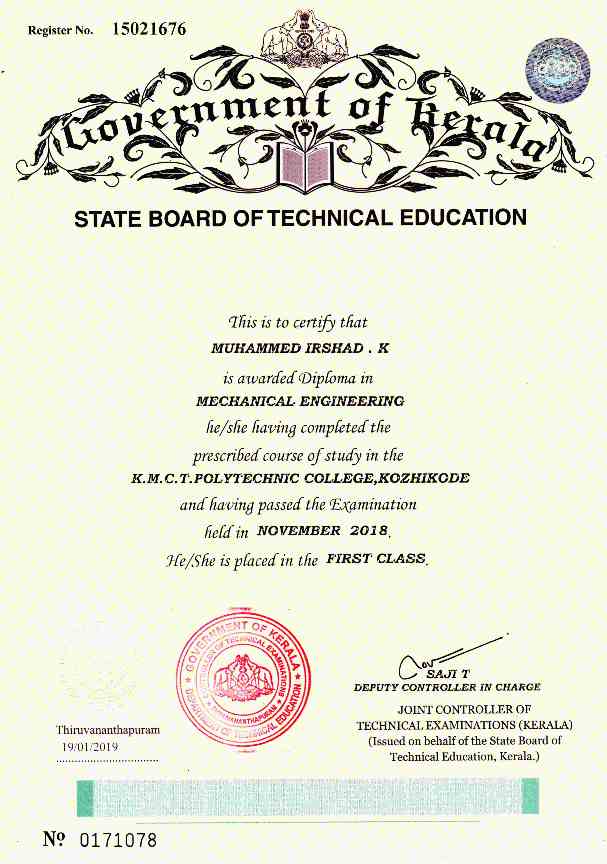 Register No. 15021676
Government of Kerala
STATE BOARD OF TECHNICAL EDUCATION
This is to certify that
MUHAMMED IRSHAD . K
is awarded Diploma in
MECHANICAL ENGINEERING
he/she having completed the
prescribed course of study in the
K.M.C.T.POLYTECHNIC COLLEGE,KOZHIKODE
and having passed the Examination
held in NOVEMBER 2018.
He/She is placed in the FIRST CLASS.
GOVERNMENT OF KERALA
CONTROLLER OF TECHNICAL EXAMINATIONS
THIRUVANANTHAPURAM
DEPARTMENT OF TECHNICAL EDUCATION
SAJI T
DEPUTY CONTROLLER IN CHARGE
JOINT CONTROLLER OF
TECHNICAL EXAMINATIONS (KERALA)
(Issued on behalf of the State Board of
Technical Education, Kerala.)
Thiruvananthapuram
19/01/2019
Nº 0171078